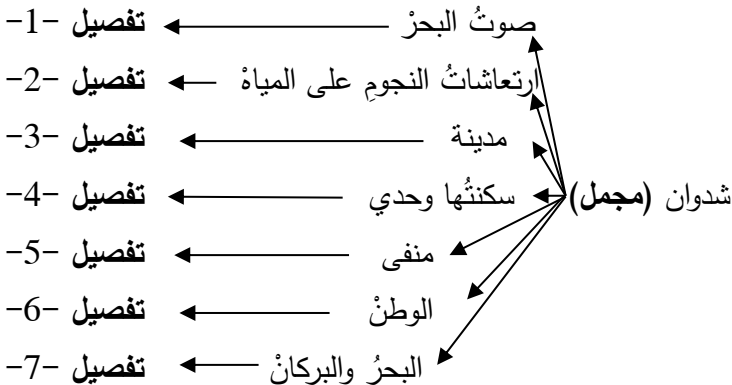 صوتُ البحرْ تفصيل -1-
ارتعاشاتُ النجومِ على المياهْ تفصيل -2-
مدينة تفصيل -3-
شدوان (مجمل) سكنتُها وحدي تفصيل -4-
منفى تفصيل -5-
الوطنْ تفصيل -6-
البحرُ والبركانْ تفصيل -7-